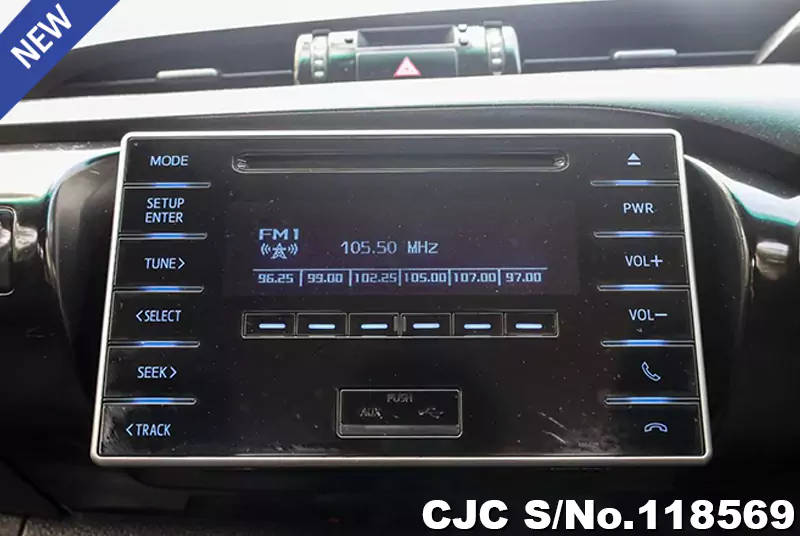 NEW
MODE
SETUP
ENTER
TUNE>
<SELECT
SEEK>
<TRACK
FM1
105.50 MHz
96.25 99.00 102.25 105.00 107.00 97.00
PUSH
AUX
PWR
VOL+
VOL-
CJC S/No.118569